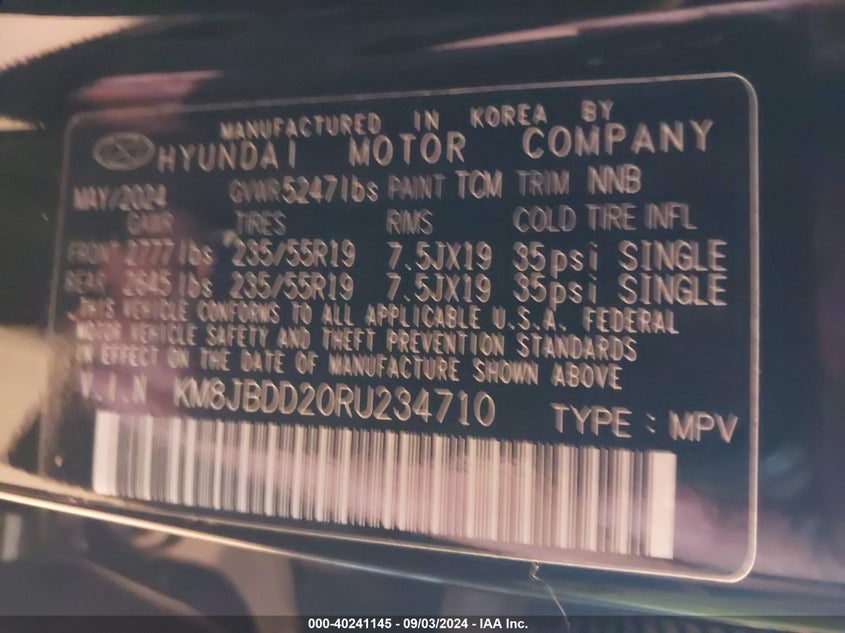 MANUFACTURED IN KOREA BY
HYUNDAI MOTOR COMPANY
MAY/2024 GVWR 5247lbs PAINT TCM TRIM NNB
GAWR TIRES RIMS COLD TIRE INFL
FRONT 2777lbs 235/55R19 7.5JX19 35psi SINGLE
REAR 2645lbs 235/55R19 7.5JX19 35psi SINGLE
THIS VEHICLE CONFORMS TO ALL APPLICABLE U.S.A. FEDERAL
MOTOR VEHICLE SAFETY AND THEFT PREVENTION STANDARDS
IN EFFECT ON THE DATE OF MANUFACTURE SHOWN ABOVE
V.I.N KM8JBDD20RU234710 TYPE : MPV
000-40241145 - 09/03/2024 - IAA Inc.